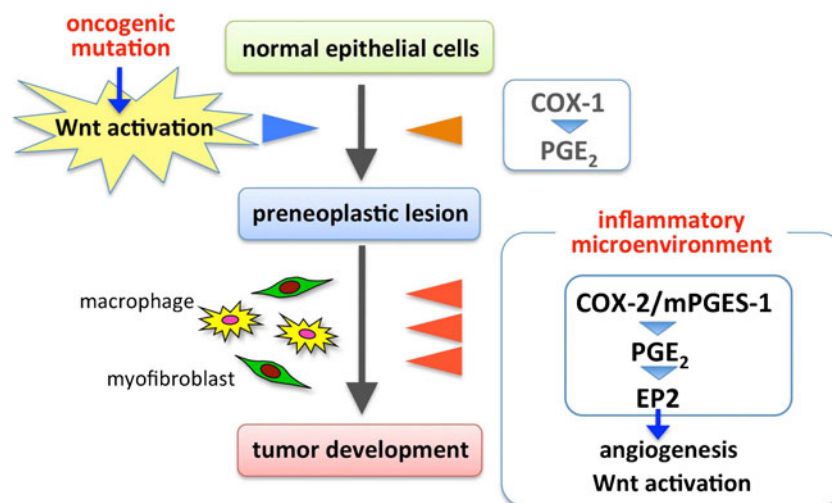 oncogenic
mutation
normal epithelial cells
Wnt activation
COX-1
PGE2
preneoplastic lesion
inflammatory
microenvironment
macrophage
COX-2/mPGES-1
PGE2
myofibroblast
EP2
tumor development
angiogenesis
Wnt activation